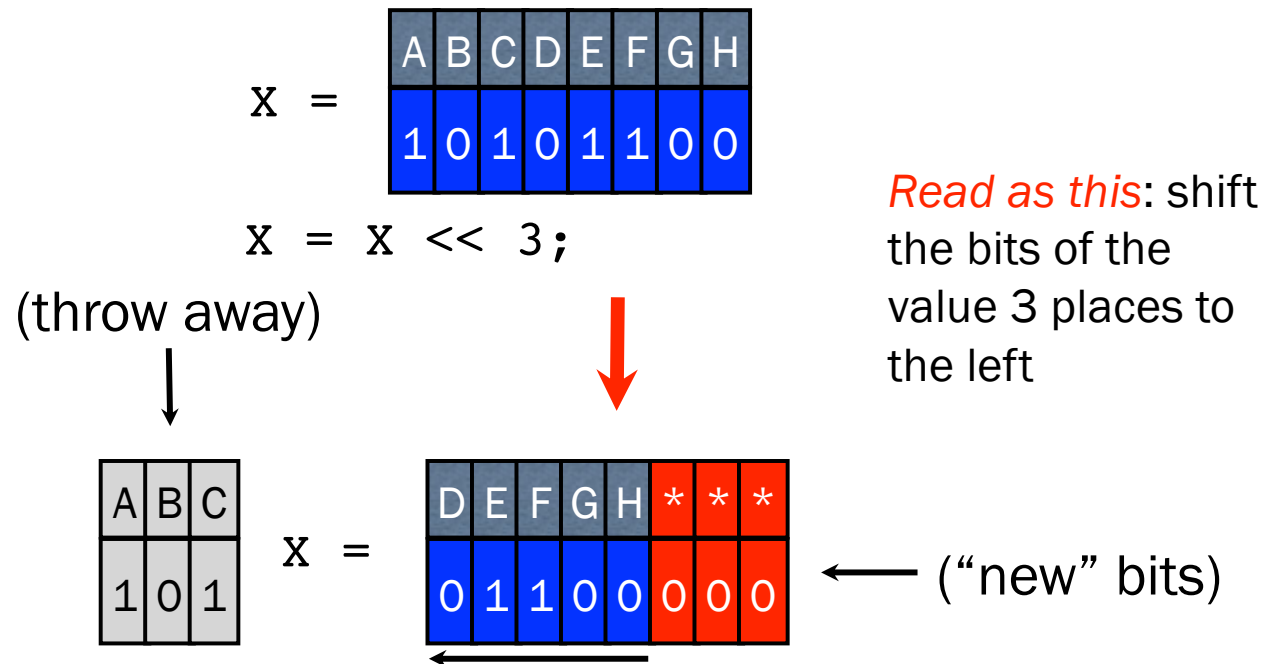 A B C D E F G H
x =
1 0 1 0 1 1 0 0
x = x << 3;
Read as this: shift
the bits of the
value 3 places to
the left
(throw away)
A B C
1 0 1
x =
D E F G H * * *
0 1 1 0 0 0 0 0
(“new” bits)